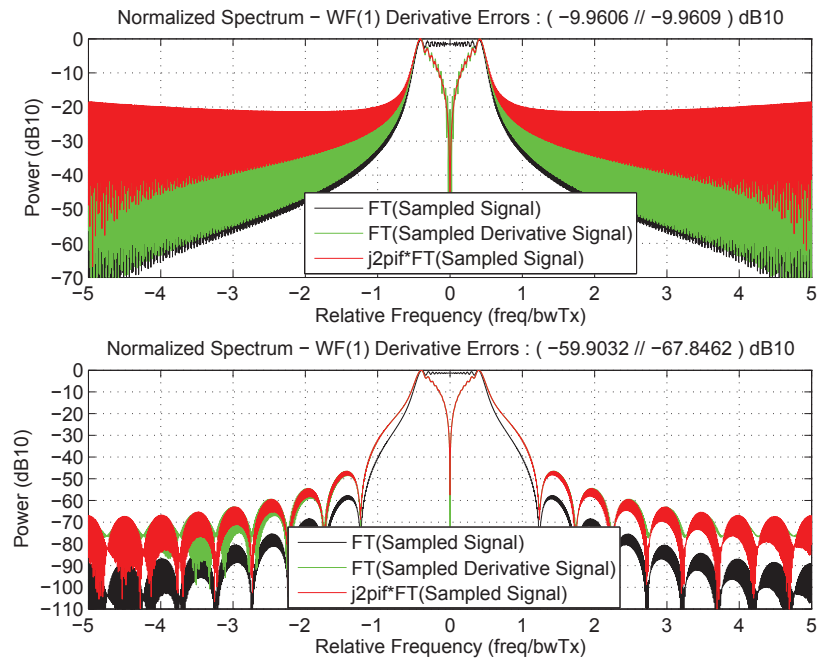 Normalized Spectrum − WF(1) Derivative Errors : ( −9.9606 // −9.9609 ) dB10
0
−10
−20
−30
−40
−50
−60
−70
Power (dB10)
FT(Sampled Signal)
FT(Sampled Derivative Signal)
j2pif*FT(Sampled Signal)
−5 −4 −3 −2 −1 0 1 2 3 4 5
Relative Frequency (freq/bwTx)
Normalized Spectrum − WF(1) Derivative Errors : ( −59.9032 // −67.8462 ) dB10
0
−10
−20
−30
−40
−50
−60
−70
−80
−90
−100
−110
Power (dB10)
FT(Sampled Signal)
FT(Sampled Derivative Signal)
j2pif*FT(Sampled Signal)
−5 −4 −3 −2 −1 0 1 2 3 4 5
Relative Frequency (freq/bwTx)